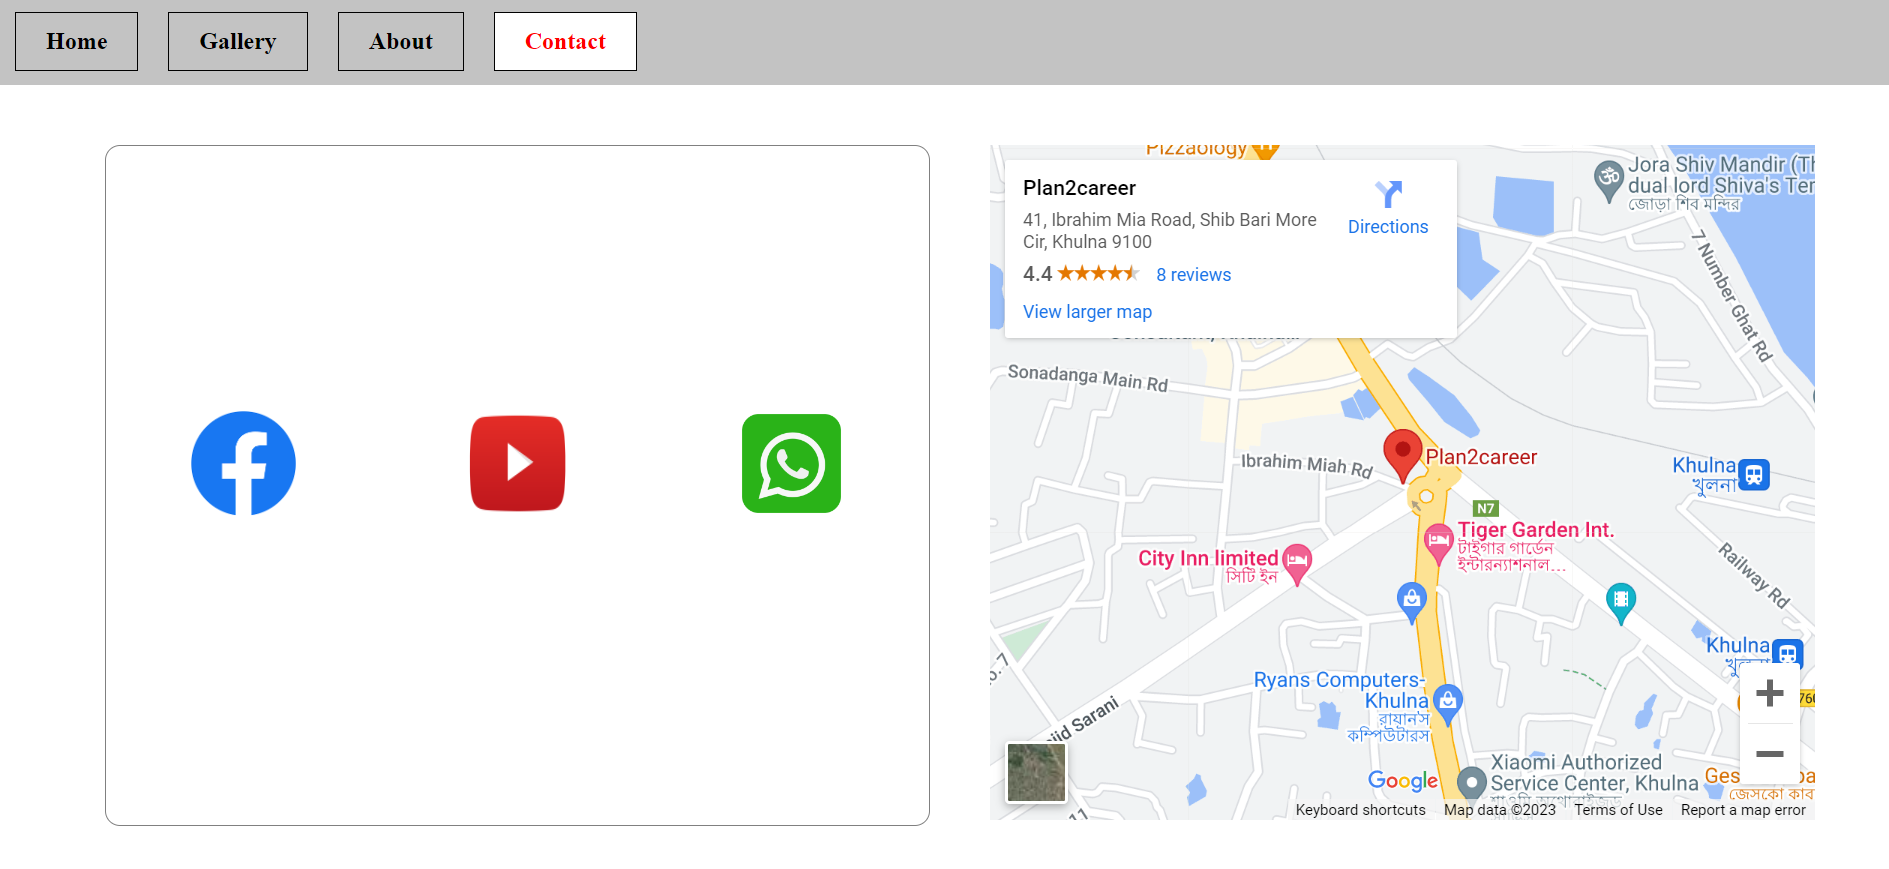 Home
Gallery
About
Contact
Pizzaology
Plan2career
41, Ibrahim Mia Road, Shib Bari More
Cir, Khulna 9100
4.4
8 reviews
View larger map
Directions
Jora Shiv Mandir (Th
dual lord Shiva's Ter
জোড়া শিব মন্দির
7 Number Ghat Rd
Sonadanga Main Rd
Ibrahim Miah Rd
Plan2career
Khulna
খুলনা
N7
Tiger Garden Int.
টাইগার গার্ডেন
ইন্টারন্যাশনাল...
City Inn limited
সিটি ইন
Railway Rd
Khulna
Ryans Computers-
Khulna
রায়ান'স
কম্পিউটারস
jid Sarani
760
Xiaomi Authorized
Service Center, Khulna
Ges
জেসকো কাব
Google
Keyboard shortcuts
Map data ©2023
Terms of Use
Report a map error